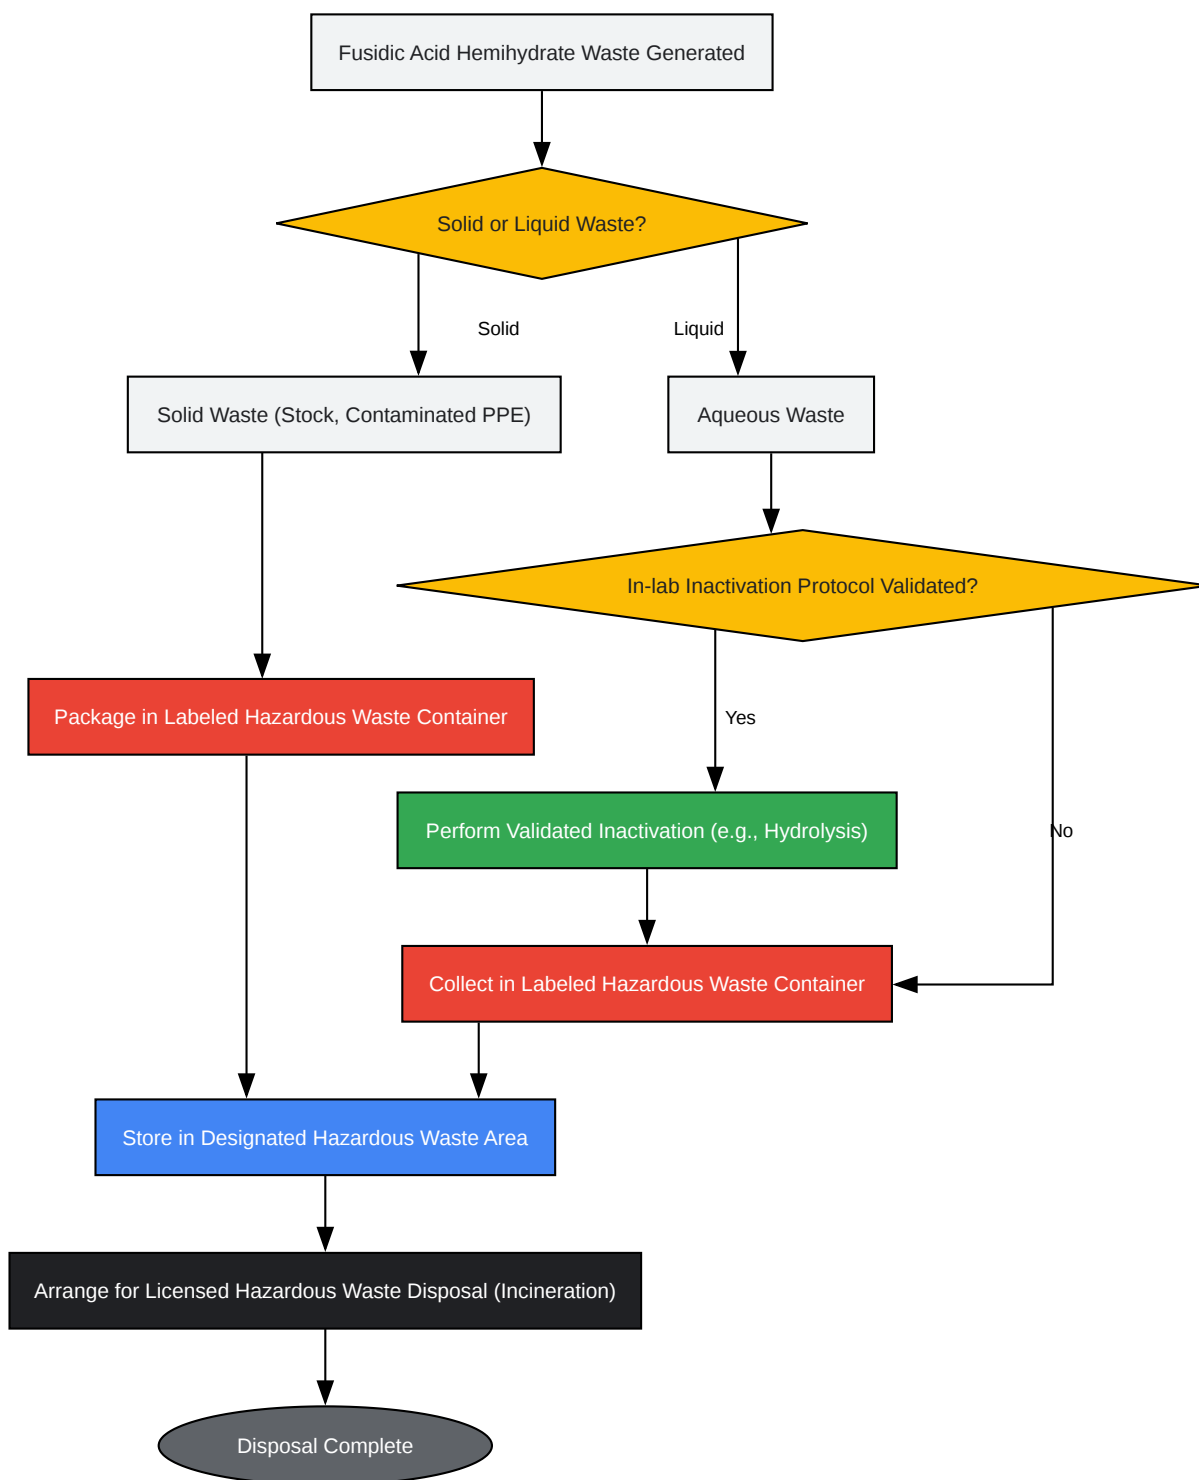 Fusidic Acid Hemihydrate Waste Generated
Solid or Liquid Waste?
Solid
Liquid
Solid Waste (Stock, Contaminated PPE)
Aqueous Waste
In-lab Inactivation Protocol Validated?
Package in Labeled Hazardous Waste Container
Yes
Perform Validated Inactivation (e.g., Hydrolysis)
No
Collect in Labeled Hazardous Waste Container
Store in Designated Hazardous Waste Area
Arrange for Licensed Hazardous Waste Disposal (Incineration)
Disposal Complete